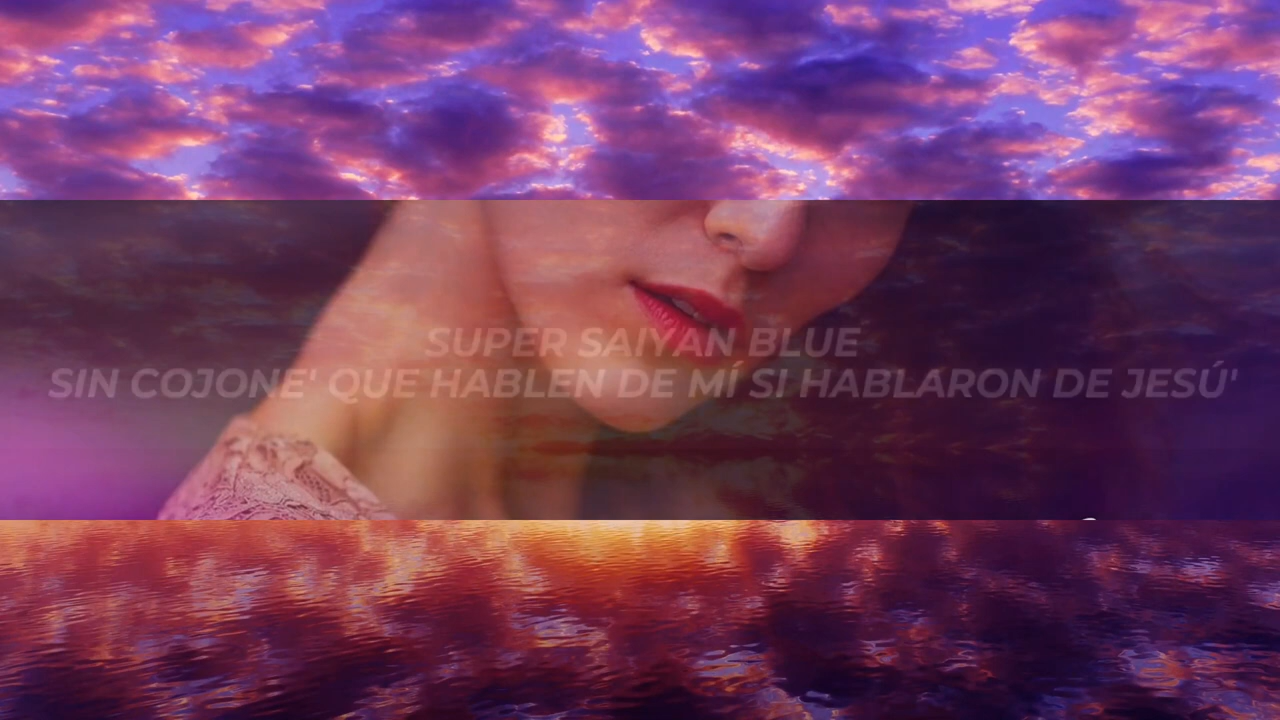 SUPER SAIYAN BLUE
SIN COJONE' QUE HABLEN DE MÍ SI HABLARON DE JESÚ'